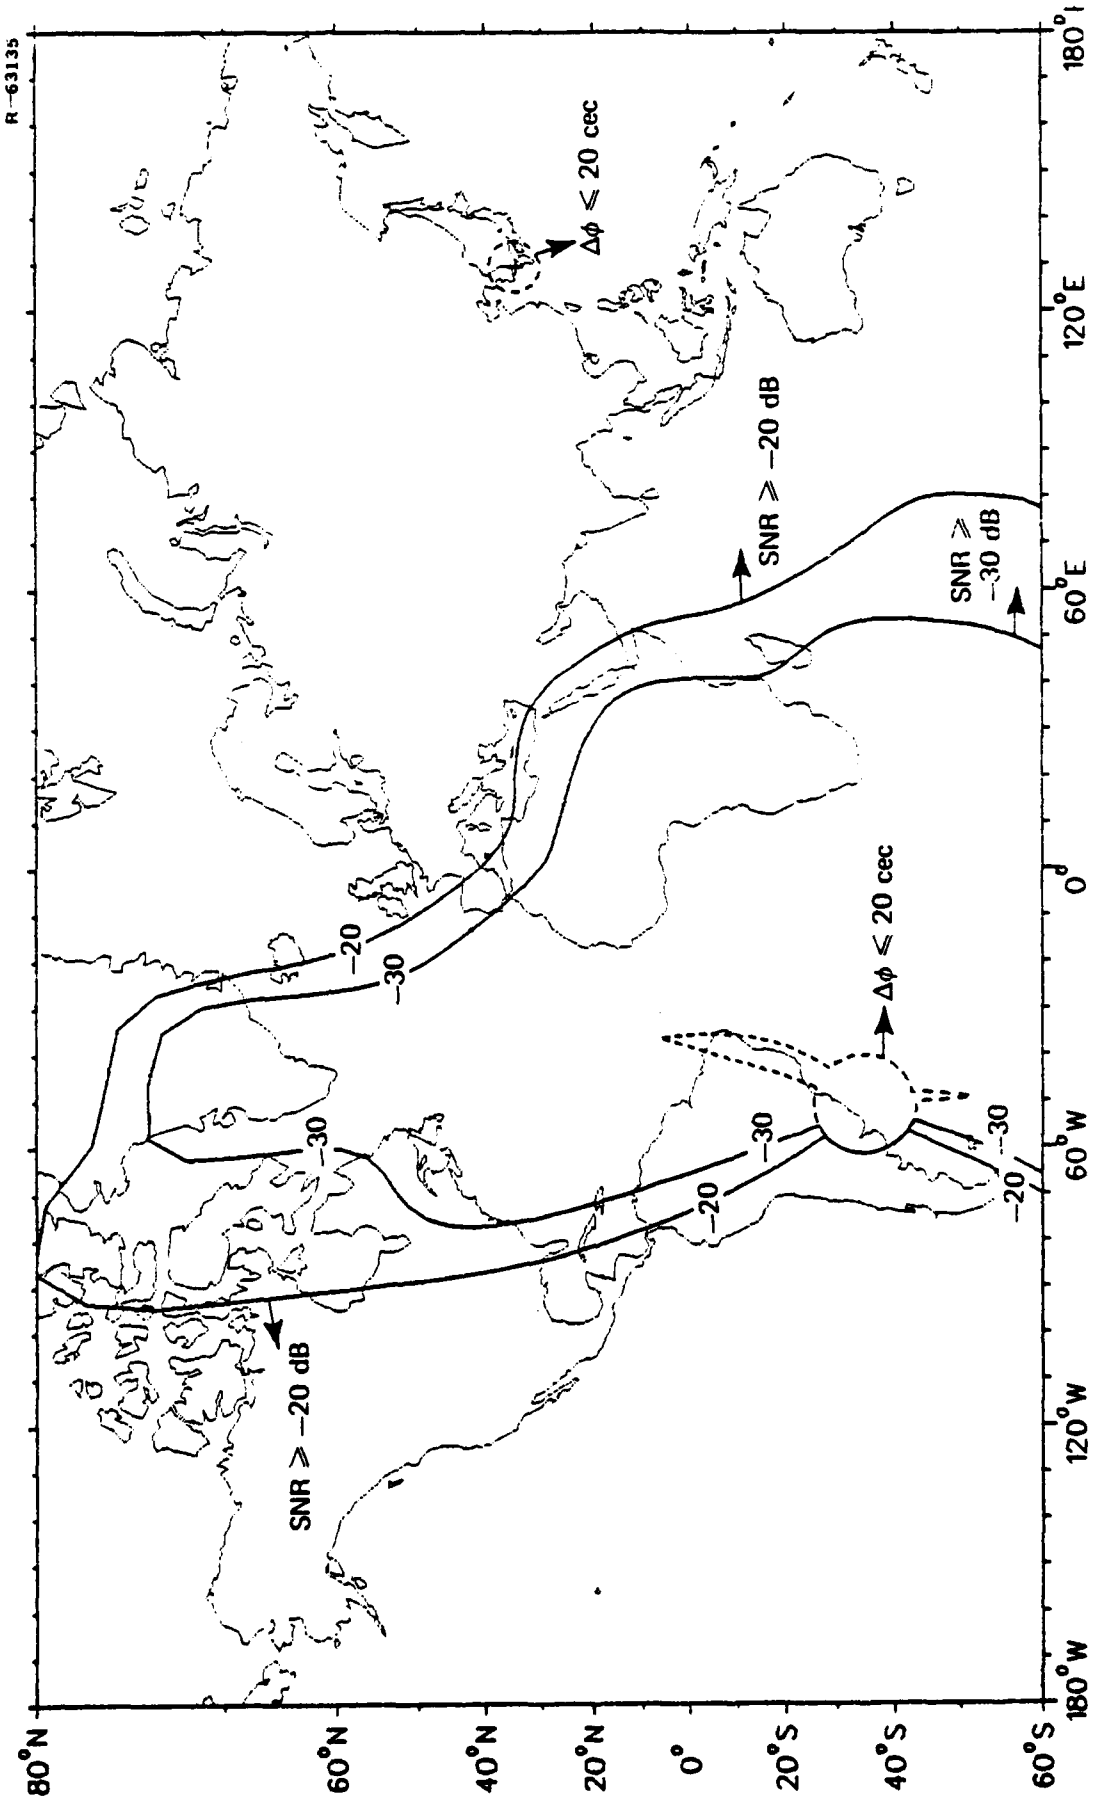 R-63135
80°N
60°N
40°N
20°N
0°
20°S
40°S
60°S
180°W
120°W
60°W
0°
60°E
120°E
180°
SNR ⩾ -20 dB
-20
-30
-30
-30
-20
-30
-20
Δϕ ⩽ 20 cec
Δϕ ⩽ 20 cec
SNR ⩾ -20 dB
SNR ⩾
-30 dB